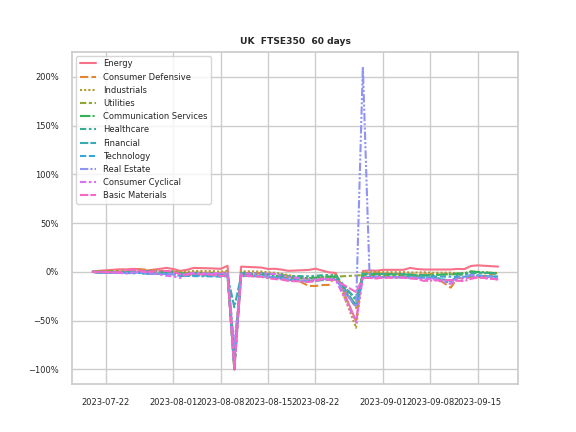 UK FTSE350 60 days
Energy
Consumer Defensive
Industrials
Utilities
Communication Services
Healthcare
Financial
Technology
Real Estate
Consumer Cyclical
Basic Materials
200%
150%
100%
50%
0%
−50%
−100%
2023-07-22 2023-08-01 2023-08-08 2023-08-15 2023-08-22 2023-09-01 2023-09-08 2023-09-15